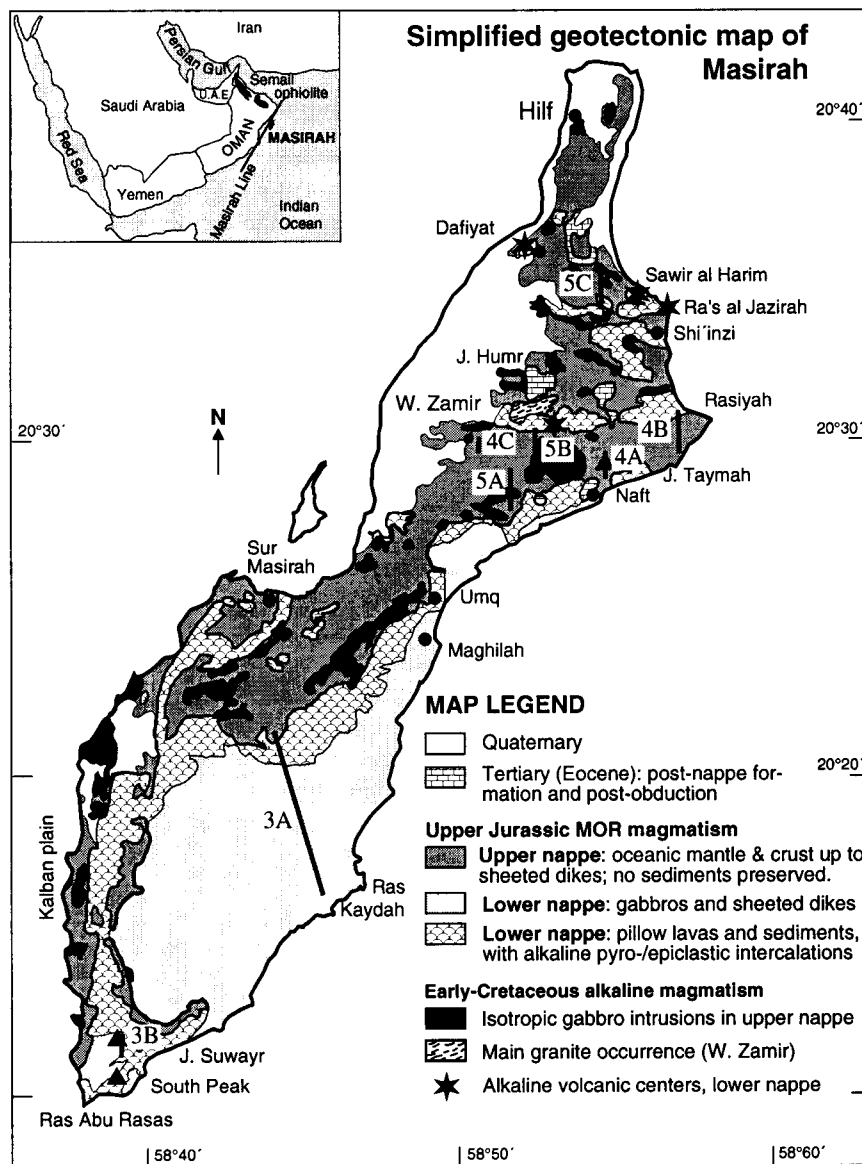 Simplified geotectonic map of
Masirah
Iran
Persian Gulf
Semail
ophiolite
U.A.E
Saudi Arabia
OMAN
MASIRAH
Red Sea
Yemen
Masirah Line
Indian
Ocean
Hilf
20°40´
Dafiyat
5C
Sawir al Harim
Ra's al Jazirah
Shi´inzi
J. Humr
W. Zamir
Rasiyah
N
20°30´
20°30´
4C
5B
4B
4A
5A
J. Taymah
Naft
Sur
Masirah
Umq
Maghilah
MAP LEGEND
Quaternary
Tertiary (Eocene): post-nappe for-
mation and post-obduction
20°20´
Upper Jurassic MOR magmatism
Upper nappe: oceanic mantle & crust up to
sheeted dikes; no sediments preserved.
Lower nappe: gabbros and sheeted dikes
Lower nappe: pillow lavas and sediments,
with alkaline pyro-/epiclastic intercalations
Early-Cretaceous alkaline magmatism
Isotropic gabbro intrusions in upper nappe
Main granite occurrence (W. Zamir)
Alkaline volcanic centers, lower nappe
3A
Kalban plain
Ras
Kaydah
3B
J. Suwayr
South Peak
Ras Abu Rasas
58°40´
58°50´
58°60´